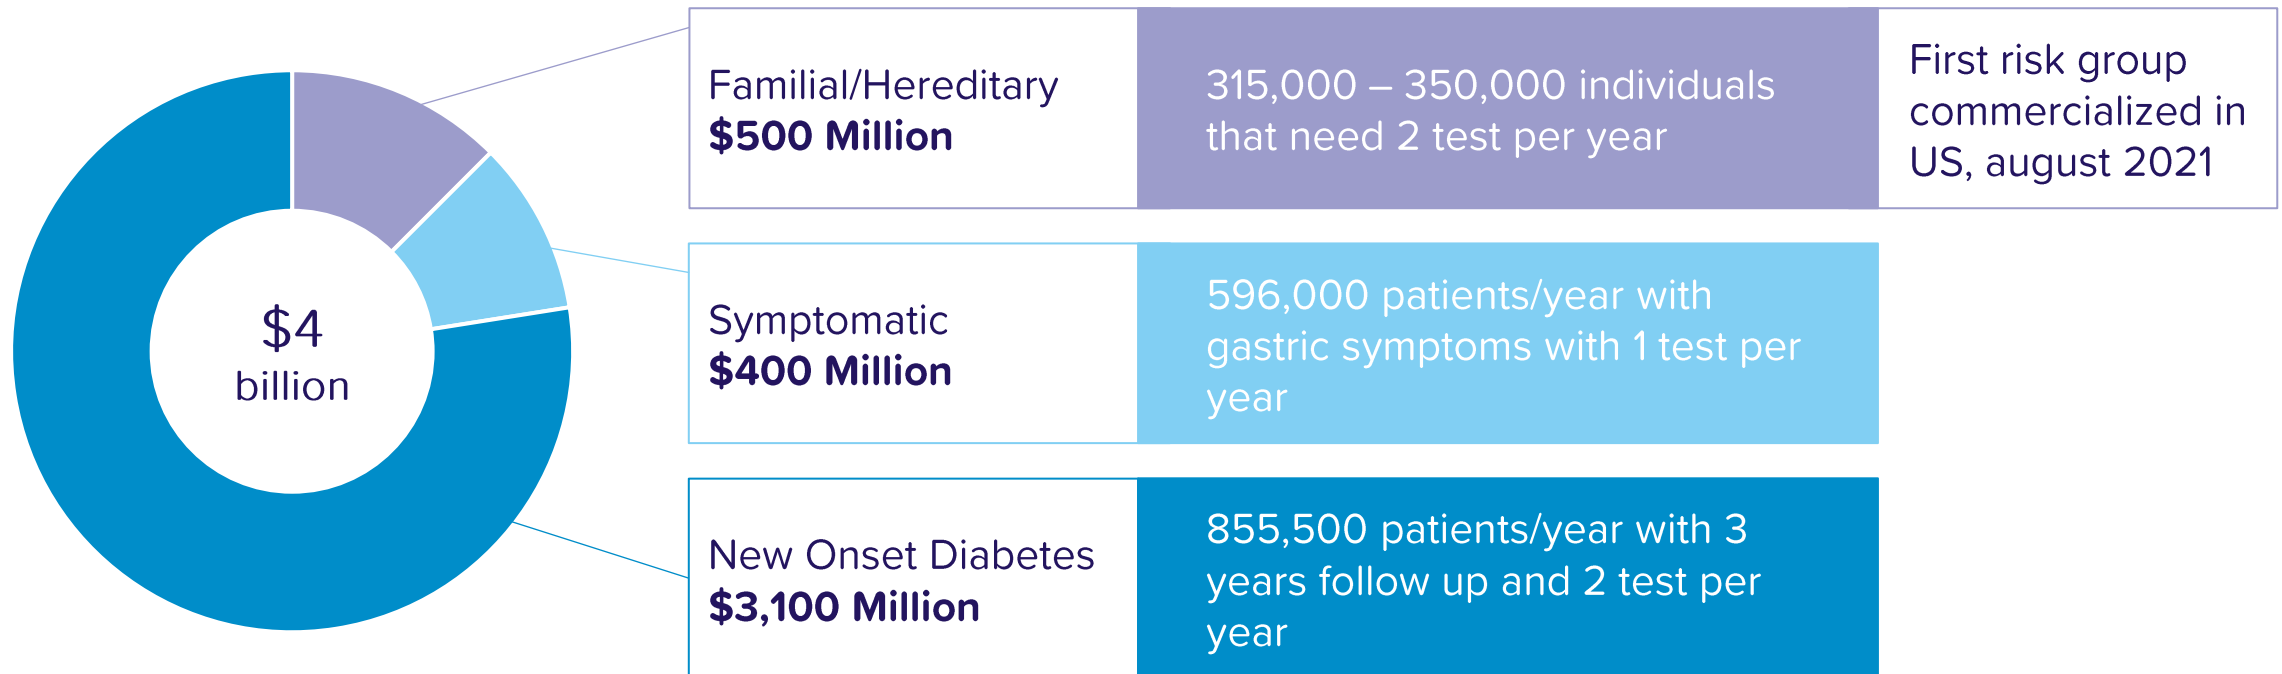 $4
billion
Familial/Hereditary
$500 Million
315,000 – 350,000 individuals
that need 2 test per year
First risk group
commercialized in
US, august 2021
Symptomatic
$400 Million
596,000 patients/year with
gastric symptoms with 1 test per
year
New Onset Diabetes
$3,100 Million
855,500 patients/year with 3
years follow up and 2 test per
year